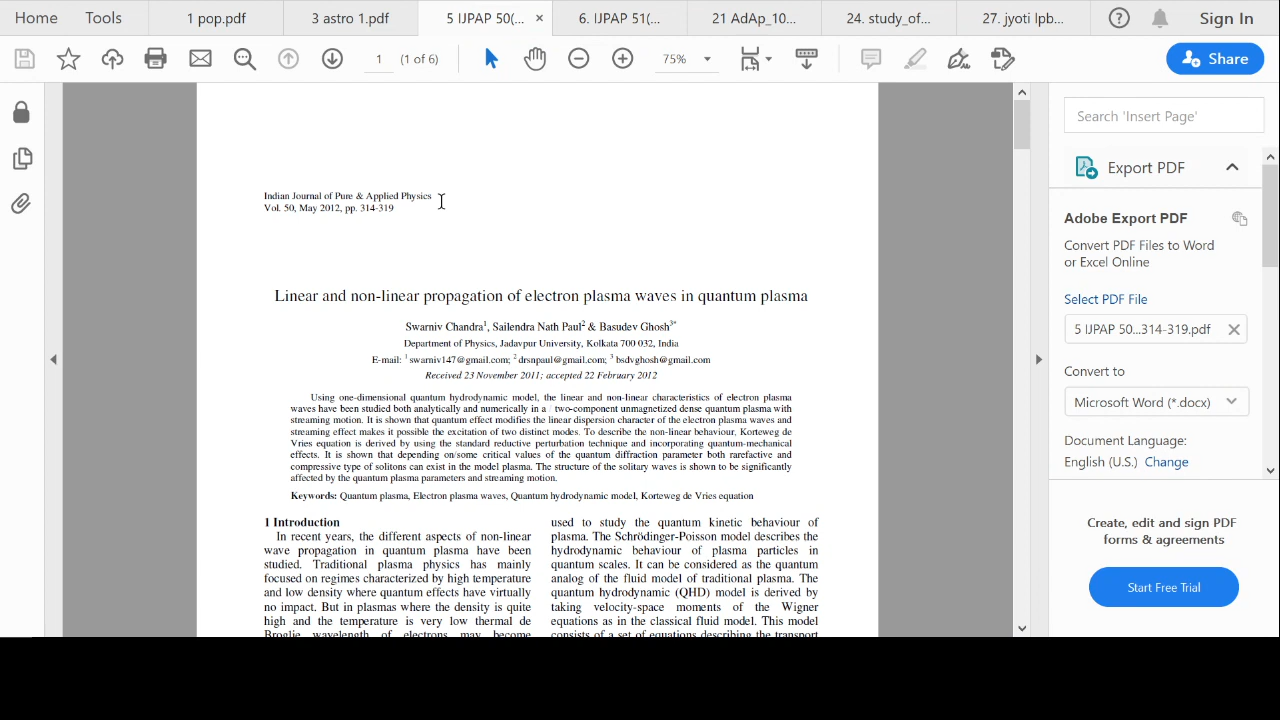 Home Tools 1 pop.pdf 3 astro 1.pdf 5 IJPAP 50(... × 6. IJPAP 51(... 21 AdAp_10... 24. study_of... 27. jyoti Ipb... Sign In
1 (1 of 6) 75% Share
Search 'Insert Page'
Export PDF
Adobe Export PDF
Convert PDF Files to Word
or Excel Online
Select PDF File
5 IJPAP 50...314-319.pdf
Convert to
Microsoft Word (*.docx)
Document Language:
English (U.S.) Change
Create, edit and sign PDF
forms & agreements
Start Free Trial
Indian Journal of Pure & Applied Physics
Vol. 50, May 2012, pp. 314-319
Linear and non-linear propagation of electron plasma waves in quantum plasma
Swarniv Chandra1, Sailendra Nath Paul2 & Basudev Ghosh3*
Department of Physics, Jadavpur University, Kolkata 700 032, India
E-mail: 1swarniv147@gmail.com; 2drsnpaul@gmail.com; 3 bsdvghosh@gmail.com
Received 23 November 2011; accepted 22 February 2012
Using one-dimensional quantum hydrodynamic model, the linear and non-linear characteristics of electron plasma
waves have been studied both analytically and numerically in a / two-component unmagnetized dense quantum plasma with
streaming motion. It is shown that quantum effect modifies the linear dispersion character of the electron plasma waves and
streaming effect makes it possible the excitation of two distinct modes. To describe the non-linear behaviour, Korteweg de
Vries equation is derived by using the standard reductive perturbation technique and incorporating quantum-mechanical
effects. It is shown that depending on/some critical values of the quantum diffraction parameter both rarefactive and
compressive type of solitons can exist in the model plasma. The structure of the solitary waves is shown to be significantly
affected by the quantum plasma parameters and streaming motion.
Keywords: Quantum plasma, Electron plasma waves, Quantum hydrodynamic model, Korteweg de Vries equation
1 Introduction
In recent years, the different aspects of non-linear
wave propagation in quantum plasma have been
studied. Traditional plasma physics has mainly
focused on regimes characterized by high temperature
and low density where quantum effects have virtually
no impact. But in plasmas where the density is quite
high and the temperature is very low thermal de
Broglie wavelength of electrons may become
used to study the quantum kinetic behaviour of
plasma. The Schrödinger-Poisson model describes the
hydrodynamic behaviour of plasma particles in
quantum scales. It can be considered as the quantum
analog of the fluid model of traditional plasma. The
quantum hydrodynamic (QHD) model is derived by
taking velocity-space moments of the Wigner
equations as in the classical fluid model. This model
consists of a set of equations describing the transport